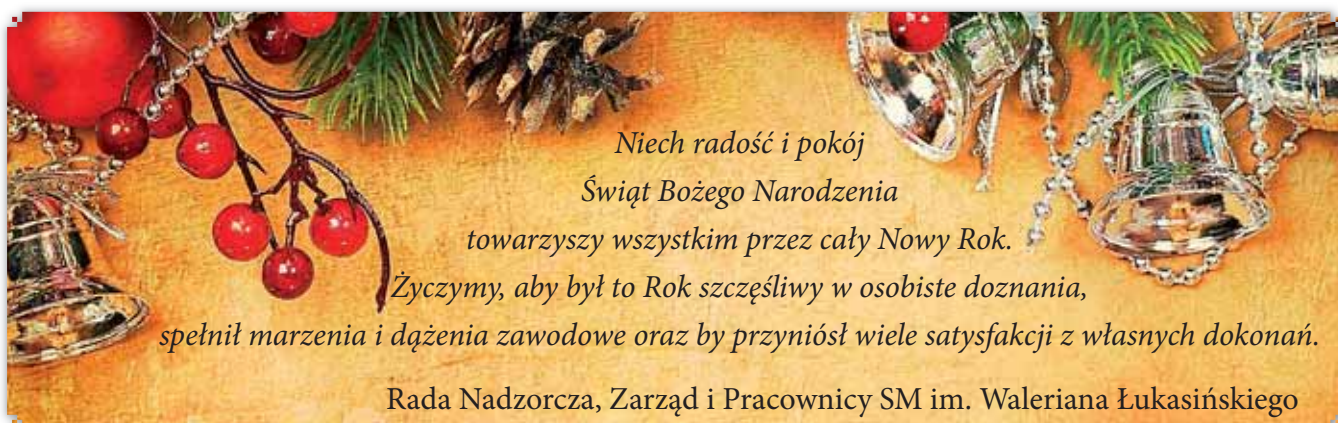 Niech radość i pokój
Świąt Bożego Narodzenia
towarzyszy wszystkim przez cały Nowy Rok.
Życzymy, aby był to Rok szczęśliwy w osobiste doznania,
spełnił marzenia i dążenia zawodowe oraz by przyniósł wiele satysfakcji z własnych dokonań.
Rada Nadzorcza, Zarząd i Pracownicy SM im. Waleriana Łukasińskiego